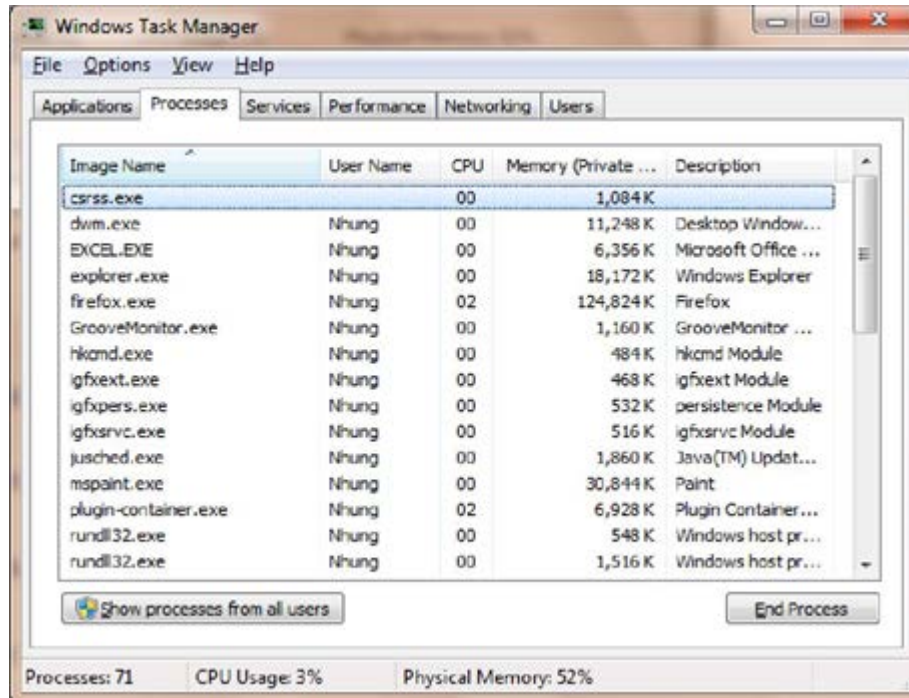 Windows Task Manager
File Options View Help
Applications Processes Services Performance Networking Users
Image Name User Name CPU Memory (Private ... Description
csrss.exe 00 1,084 K
dwm.exe Nhung 00 11,248 K Desktop Window...
EXCEL.EXE Nhung 00 6,356 K Microsoft Office ...
explorer.exe Nhung 00 18,172 K Windows Explorer
firefox.exe Nhung 02 124,824 K Firefox
GrooveMonitor.exe Nhung 00 1,160 K GrooveMonitor ...
hkcmd.exe Nhung 00 484 K hkcmd Module
igfxext.exe Nhung 00 468 K igfxext Module
igfxpers.exe Nhung 00 532 K persistence Module
igfxsrvc.exe Nhung 00 516 K igfxsrvc Module
jusched.exe Nhung 00 1,860 K Java(TM) Updat...
mspaint.exe Nhung 00 30,844 K Paint
plugin-container.exe Nhung 02 6,928 K Plugin Container...
rundll32.exe Nhung 00 548 K Windows host pr...
rundll32.exe Nhung 00 1,516 K Windows host pr...
Show processes from all users End Process
Processes: 71 CPU Usage: 3% Physical Memory: 52%